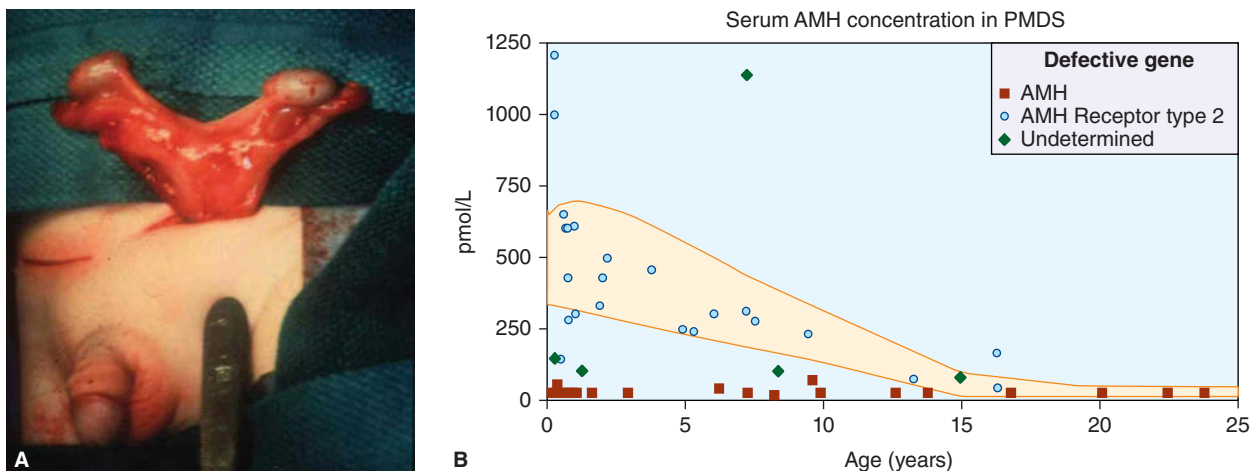 A
Serum AMH concentration in PMDS
pmol/L
1250
1000
750
500
250
0
0
5
10
15
20
25
Age (years)
Defective gene
AMH
AMH Receptor type 2
Undetermined
B